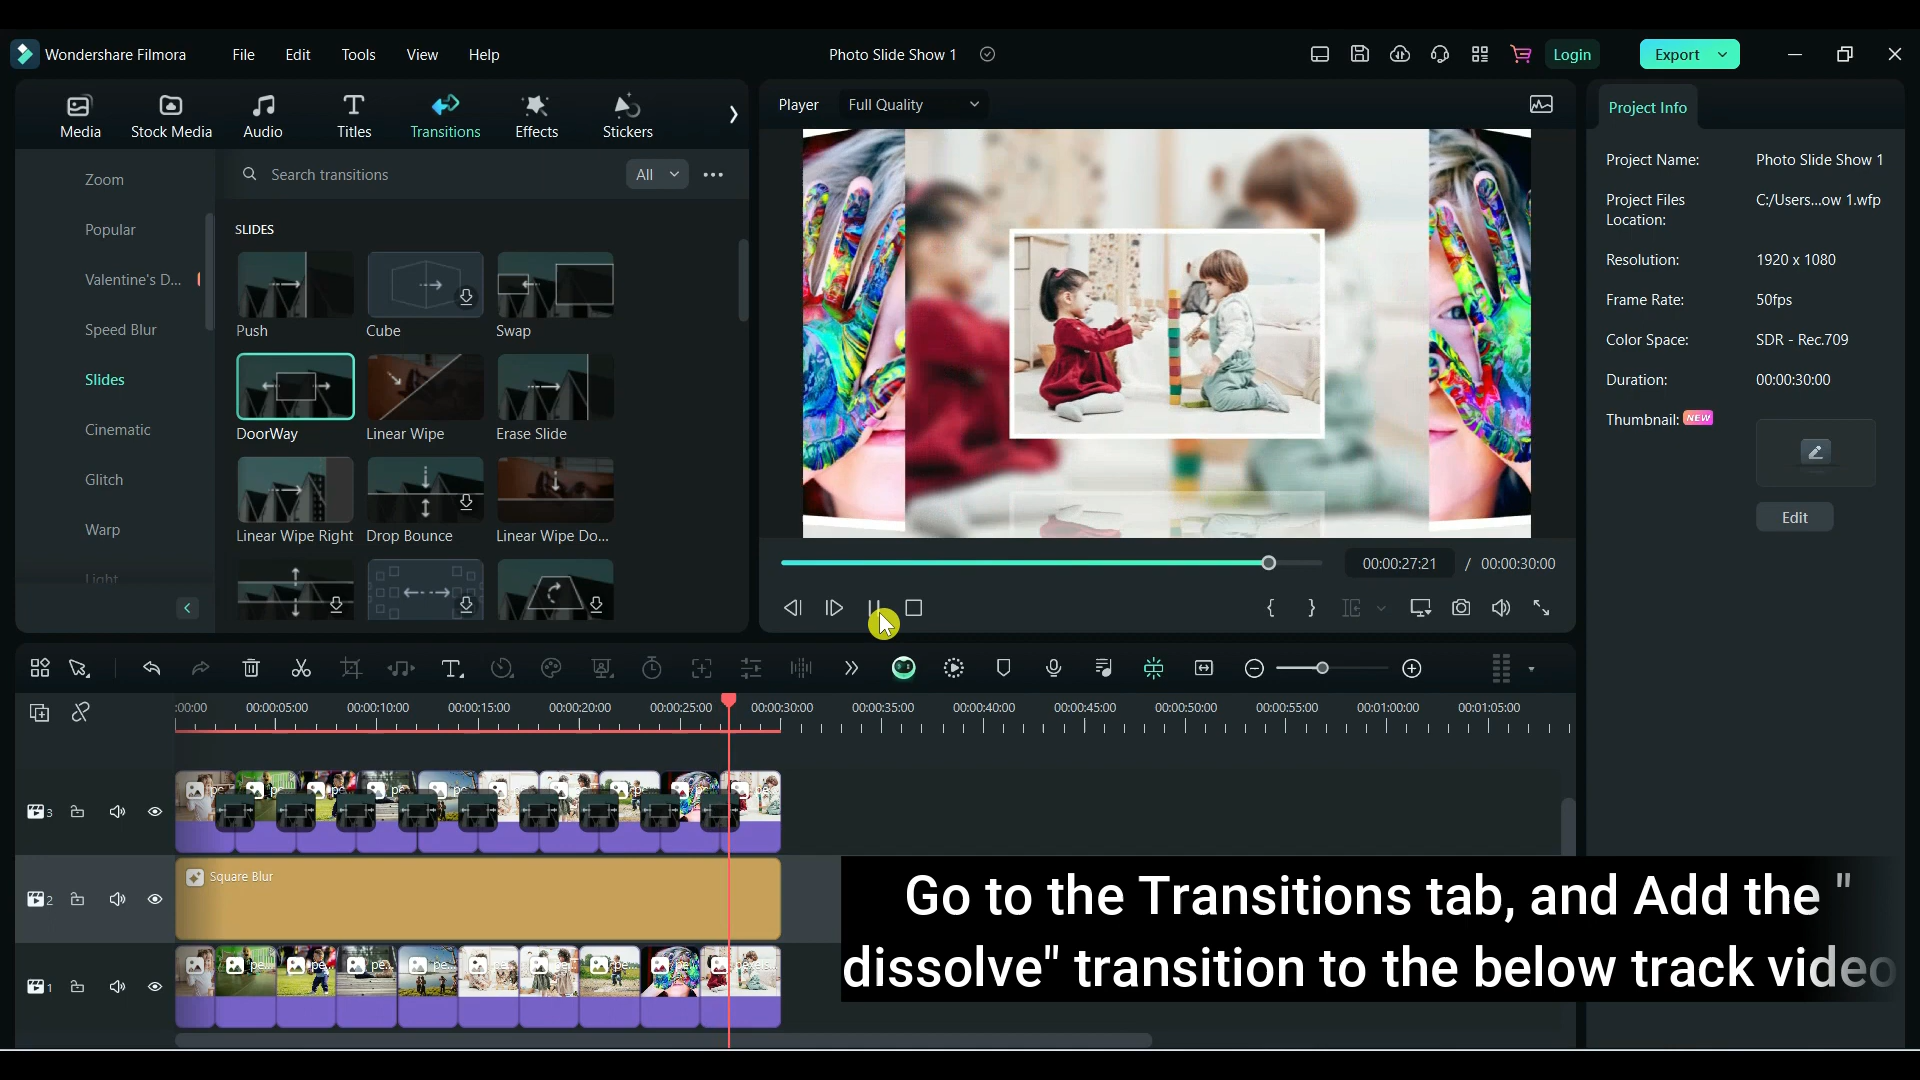 Wondershare Filmora
File
Edit
Tools
View
Help
Photo Slide Show 1
Login
Export
Media
Stock Media
Audio
Titles
Transitions
Effects
Stickers
Player
Full Quality
Project Info
Zoom
Popular
Valentine's D...
Speed Blur
Slides
Cinematic
Glitch
Warp
Light
Search transitions
All
SLIDES
Push
Cube
Swap
DoorWay
Linear Wipe
Erase Slide
Linear Wipe Right
Drop Bounce
Linear Wipe Do...
Project Name:
Photo Slide Show 1
Project Files
Location:
C:/Users...ow 1.wfp
Resolution:
1920 x 1080
Frame Rate:
50fps
Color Space:
SDR - Rec.709
Duration:
00:00:30:00
Thumbnail:
NEW
Edit
00:00:27:21
/
00:00:30:00
:00:00
00:00:05:00
00:00:10:00
00:00:15:00
00:00:20:00
00:00:25:00
00:00:30:00
00:00:35:00
00:00:40:00
00:00:45:00
00:00:50:00
00:00:55:00
00:01:00:00
00:01:05:00
3
2
Square Blur
1
Go to the Transitions tab, and Add the "
dissolve" transition to the below track video